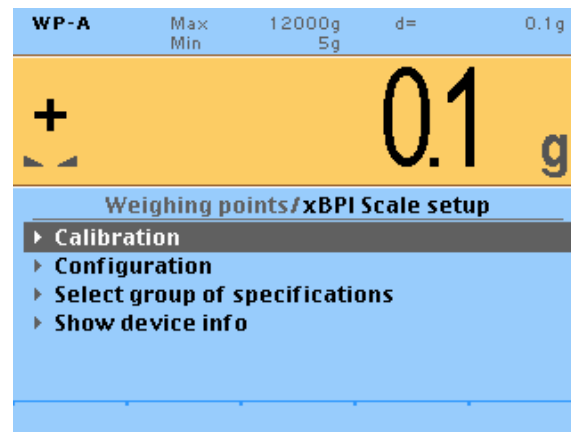 WP-A Max 12000g d= 0.1g
Min 5g
+ 0.1 g
Weighing points/xBPI Scale setup
Calibration
Configuration
Select group of specifications
Show device info